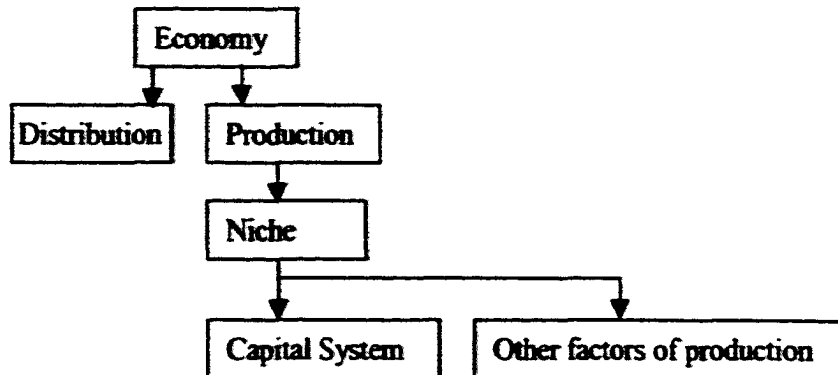 Economy
Distribution
Production
Niche
Capital System
Other factors of production